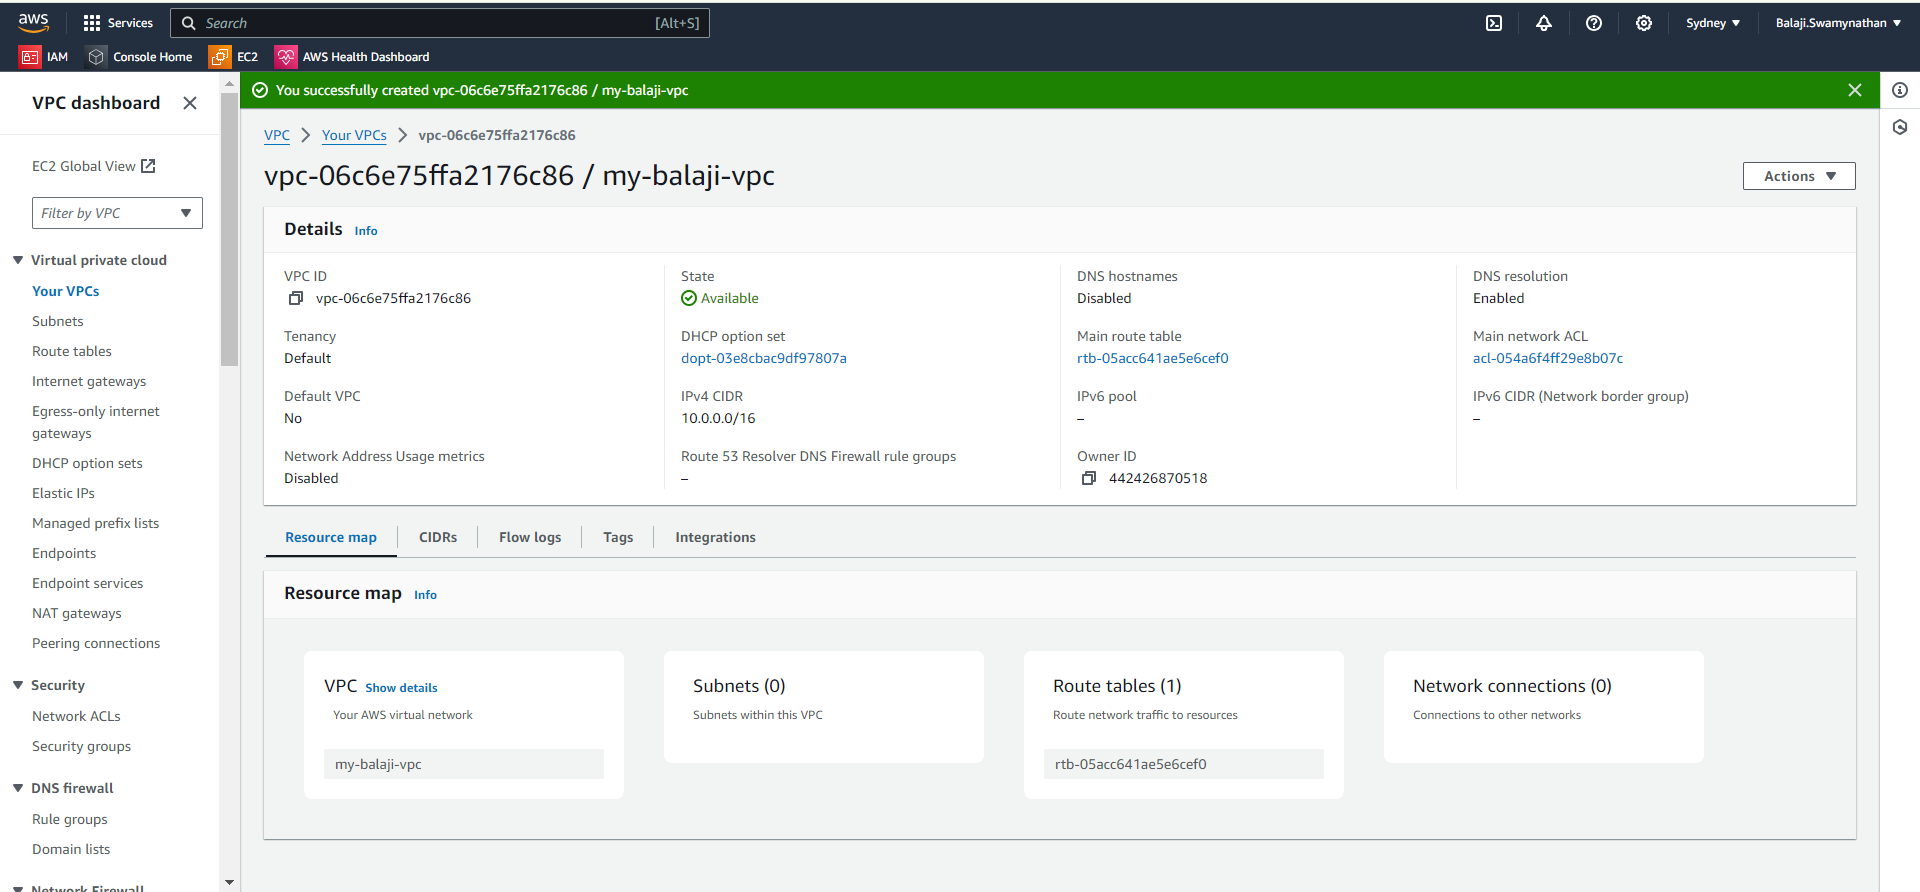 aws
Services
Search
[Alt+S]
Sydney
Balaji.Swamynathan
IAM
Console Home
EC2
AWS Health Dashboard
VPC dashboard
EC2 Global View
Filter by VPC
Virtual private cloud
Your VPCs
Subnets
Route tables
Internet gateways
Egress-only internet
gateways
DHCP option sets
Elastic IPs
Managed prefix lists
Endpoints
Endpoint services
NAT gateways
Peering connections
Security
Network ACLs
Security groups
DNS firewall
Rule groups
Domain lists
Network Firewall
You successfully created vpc-06c6e75ffa2176c86 / my-balaji-vpc
VPC
Your VPCs
vpc-06c6e75ffa2176c86
vpc-06c6e75ffa2176c86 / my-balaji-vpc
Actions
Details Info
VPC ID
vpc-06c6e75ffa2176c86
State
Available
DNS hostnames
Disabled
DNS resolution
Enabled
Tenancy
Default
DHCP option set
dopt-03e8cbac9df97807a
Main route table
rtb-05acc641ae5e6cef0
Main network ACL
acl-054a6f4ff29e8b07c
Default VPC
No
IPv4 CIDR
10.0.0.0/16
IPv6 pool
–
IPv6 CIDR (Network border group)
–
Network Address Usage metrics
Disabled
Route 53 Resolver DNS Firewall rule groups
–
Owner ID
442426870518
Resource map
CIDRs
Flow logs
Tags
Integrations
Resource map Info
VPC Show details
Your AWS virtual network
my-balaji-vpc
Subnets (0)
Subnets within this VPC
Route tables (1)
Route network traffic to resources
rtb-05acc641ae5e6cef0
Network connections (0)
Connections to other networks